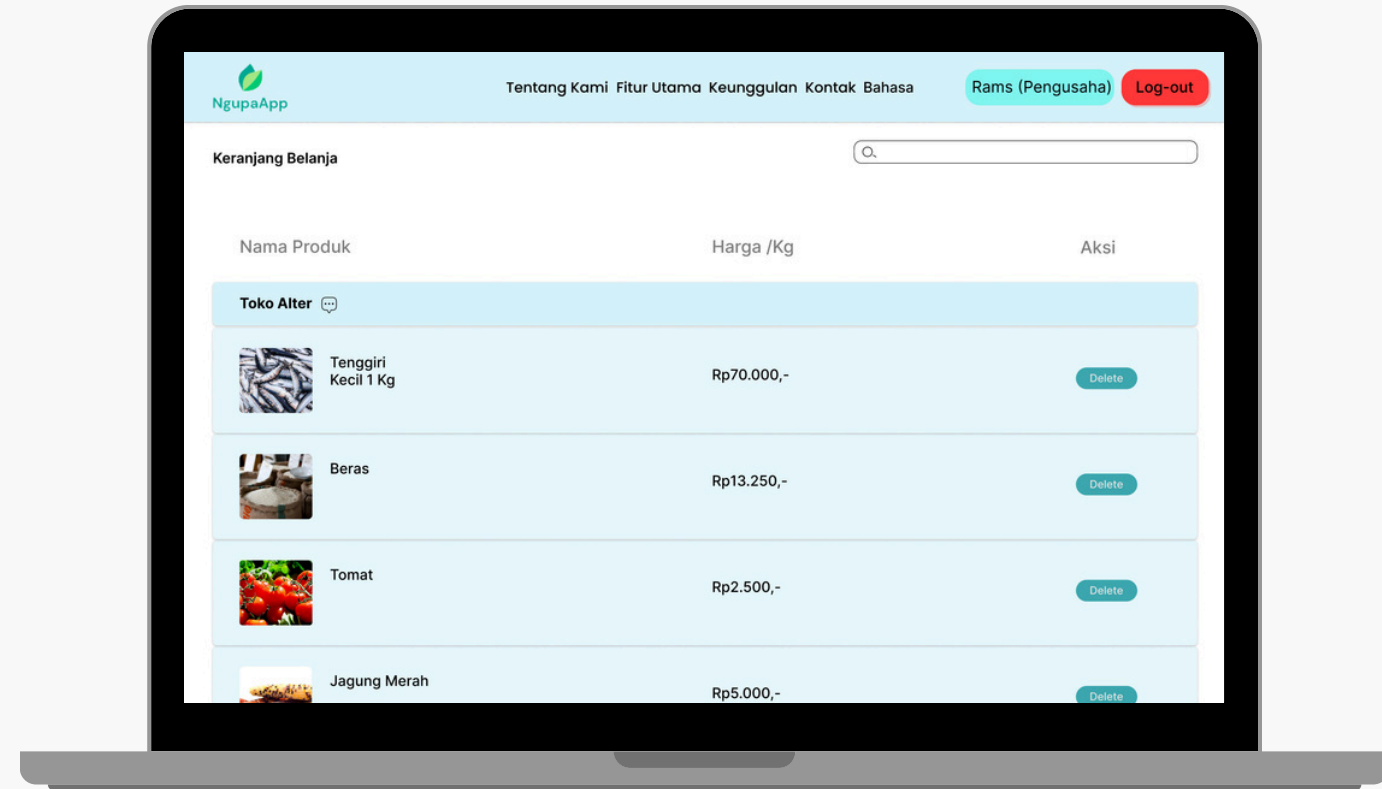 NgupaApp
Tentang Kami Fitur Utama Keunggulan Kontak Bahasa
Rams (Pengusaha)
Log-out
Keranjang Belanja
Nama Produk
Harga /Kg
Aksi
Toko Alter
Tenggiri
Kecil 1 Kg
Rp70.000,-
Delete
Beras
Rp13.250,-
Delete
Tomat
Rp2.500,-
Delete
Jagung Merah
Rp5.000,-
Delete